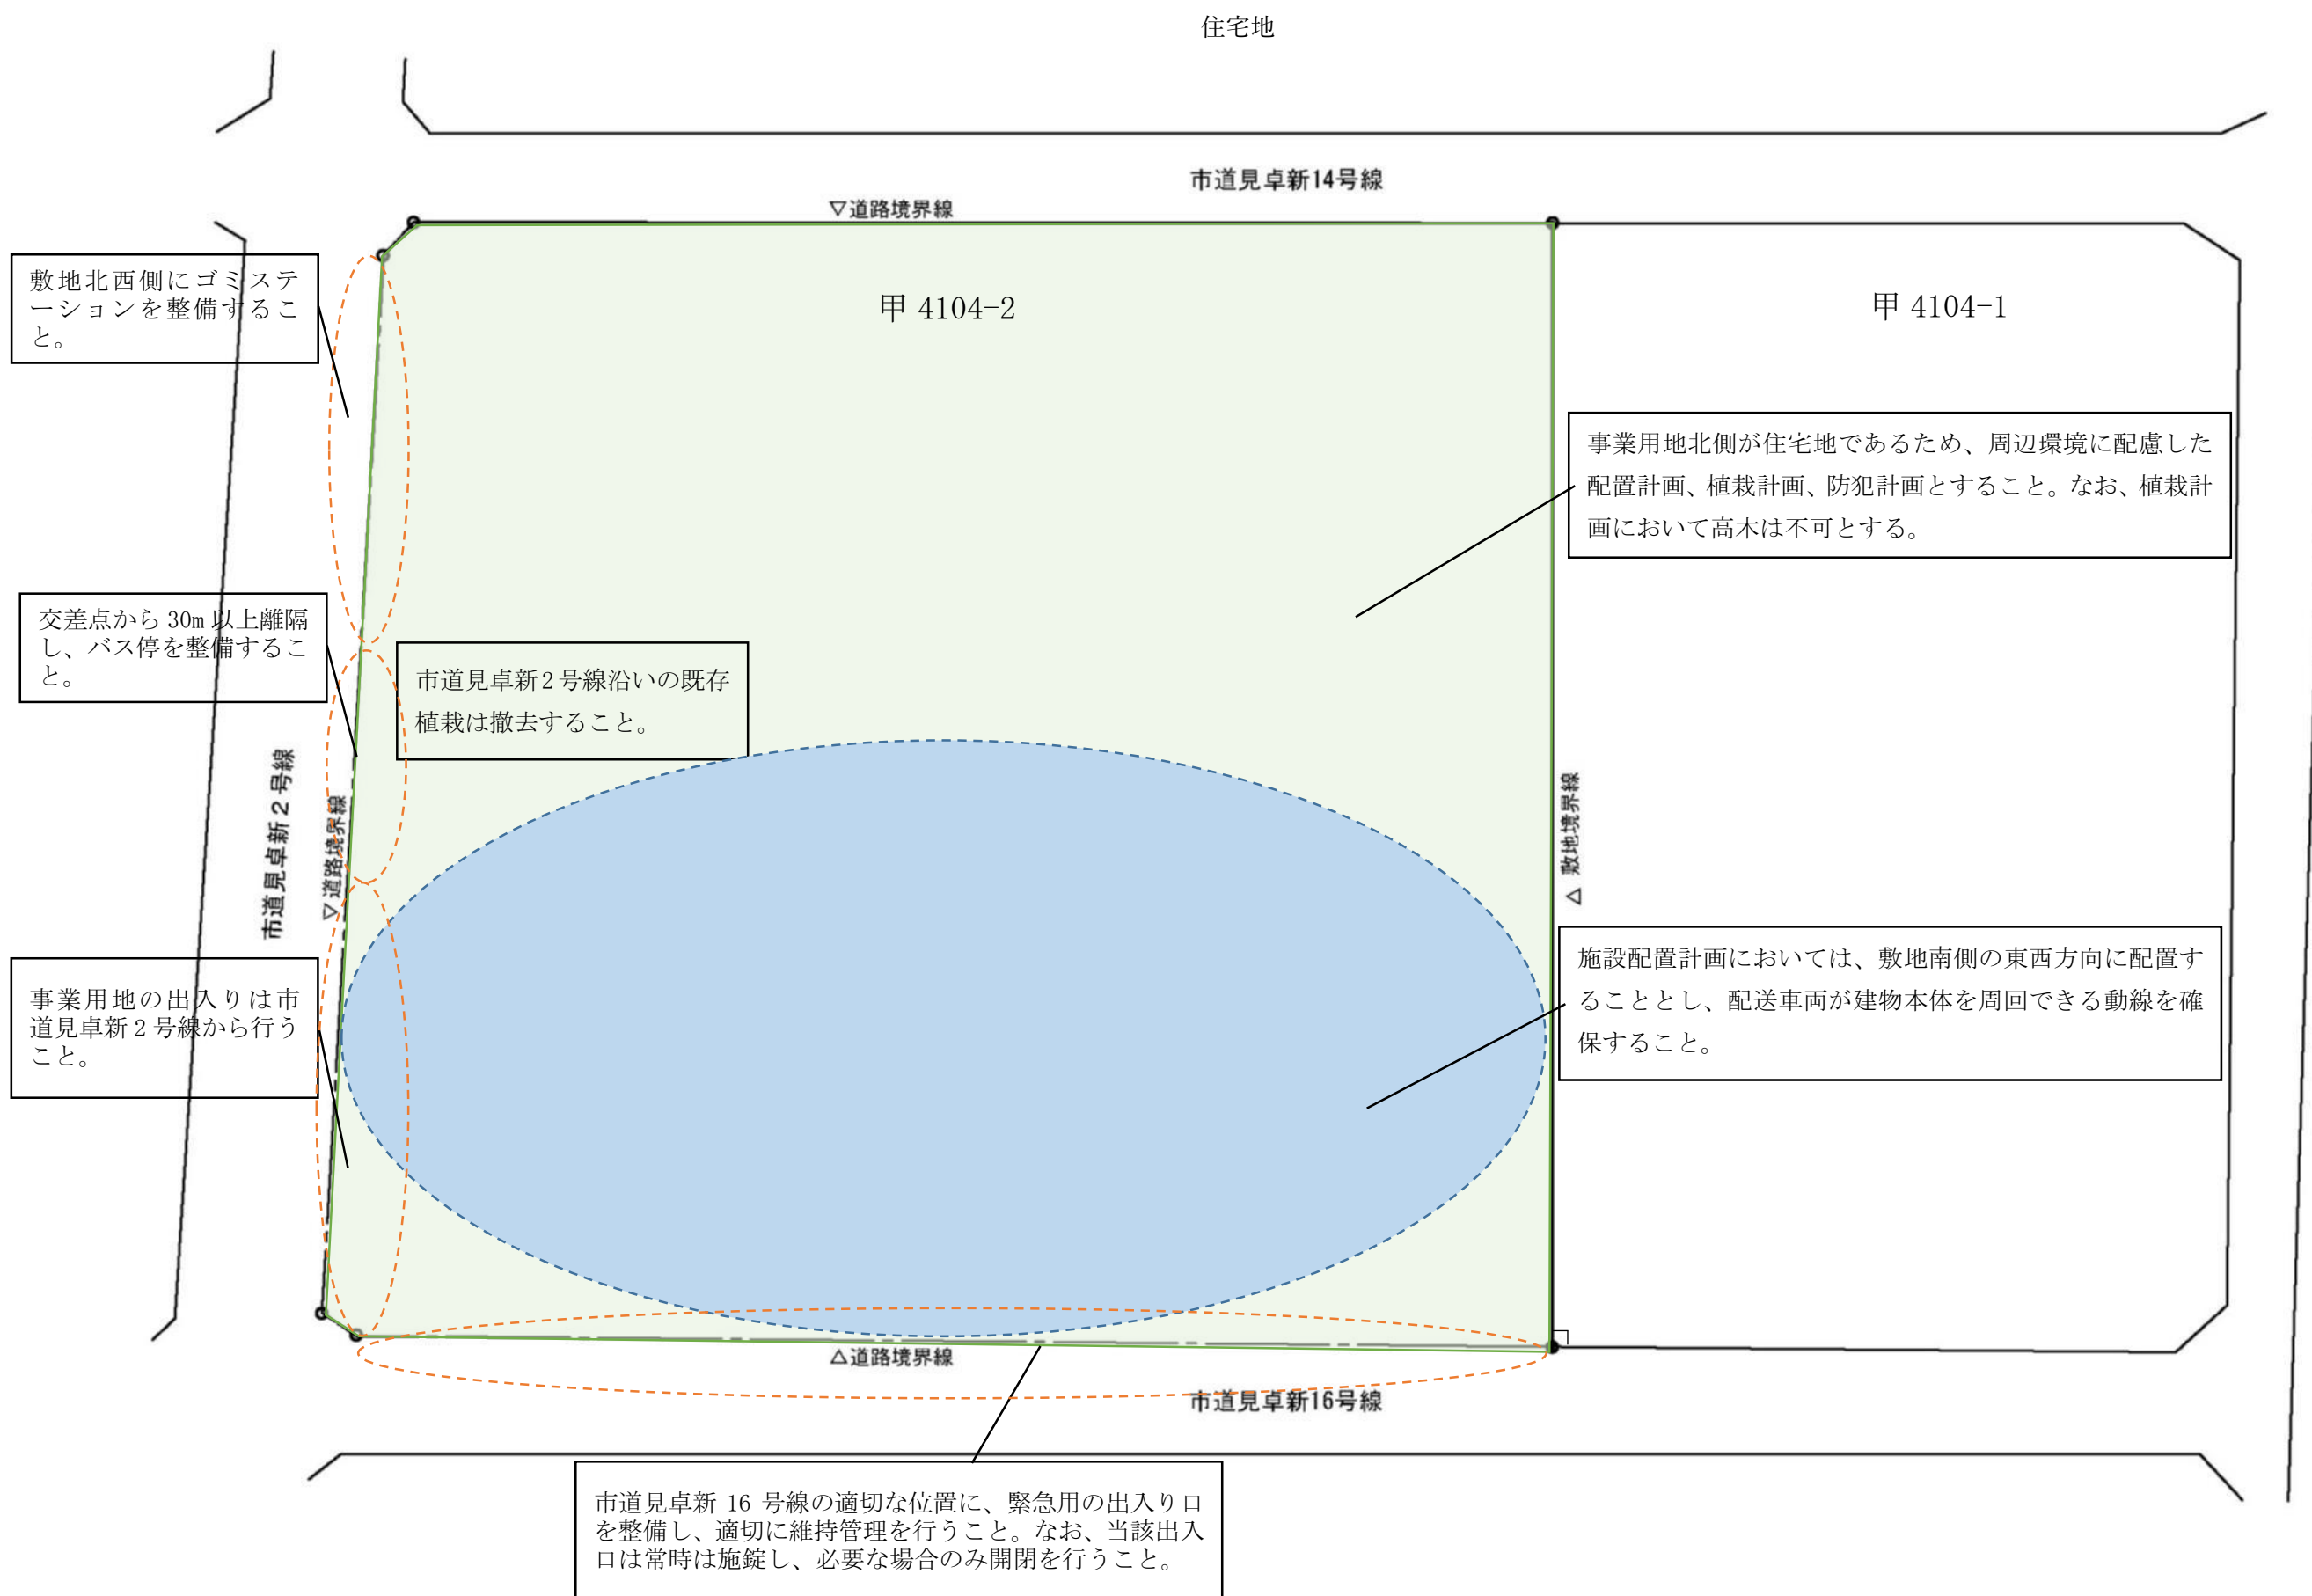 住宅地
市道見卓新14号線
▽道路境界線
敷地北西側にゴミステ
ーションを整備するこ
と。
甲 4104-2
甲 4104-1
事業用地北側が住宅地であるため、周辺環境に配慮した
配置計画、植栽計画、防犯計画とすること。なお、植栽計
画において高木は不可とする。
交差点から 30m 以上離隔
し、バス停を整備するこ
と。
市道見卓新2号線沿いの既存
植栽は撤去すること。
市道見卓新２号線
▽道路境界線
△ 敷地境界線
施設配置計画においては、敷地南側の東西方向に配置す
ることとし、配送車両が建物本体を周回できる動線を確
保すること。
事業用地の出入りは市
道見卓新２号線から行う
こと。
△道路境界線
市道見卓新16号線
市道見卓新 16 号線の適切な位置に、緊急用の出入り口
を整備し、適切に維持管理を行うこと。なお、当該出入
口は常時は施錠し、必要な場合のみ開閉を行うこと。